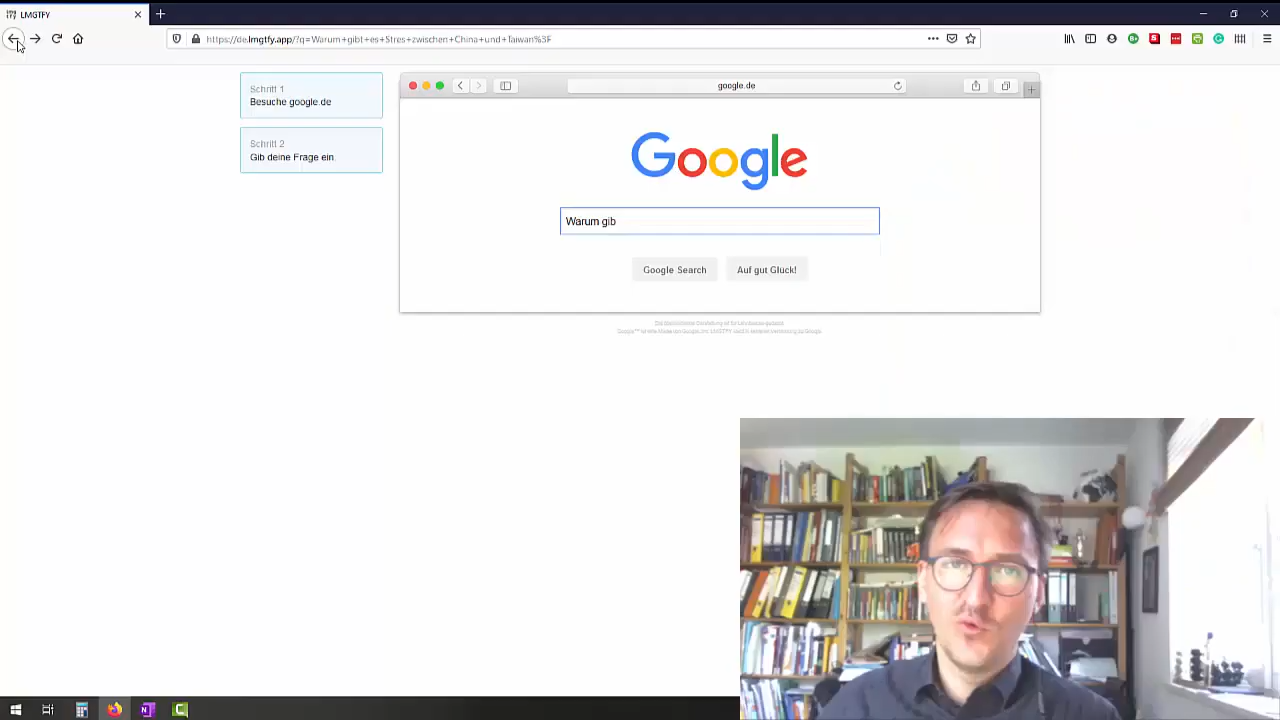 LMGTFY
https://de.lmgtfy.app/?q=Warum+gibt+es+Stres+zwischen+China+und+Taiwan%3F
Schritt 1
Besuche google.de
Schritt 2
Gib deine Frage ein.
google.de
Google
Warum gib
Google Search
Auf gut Glück!